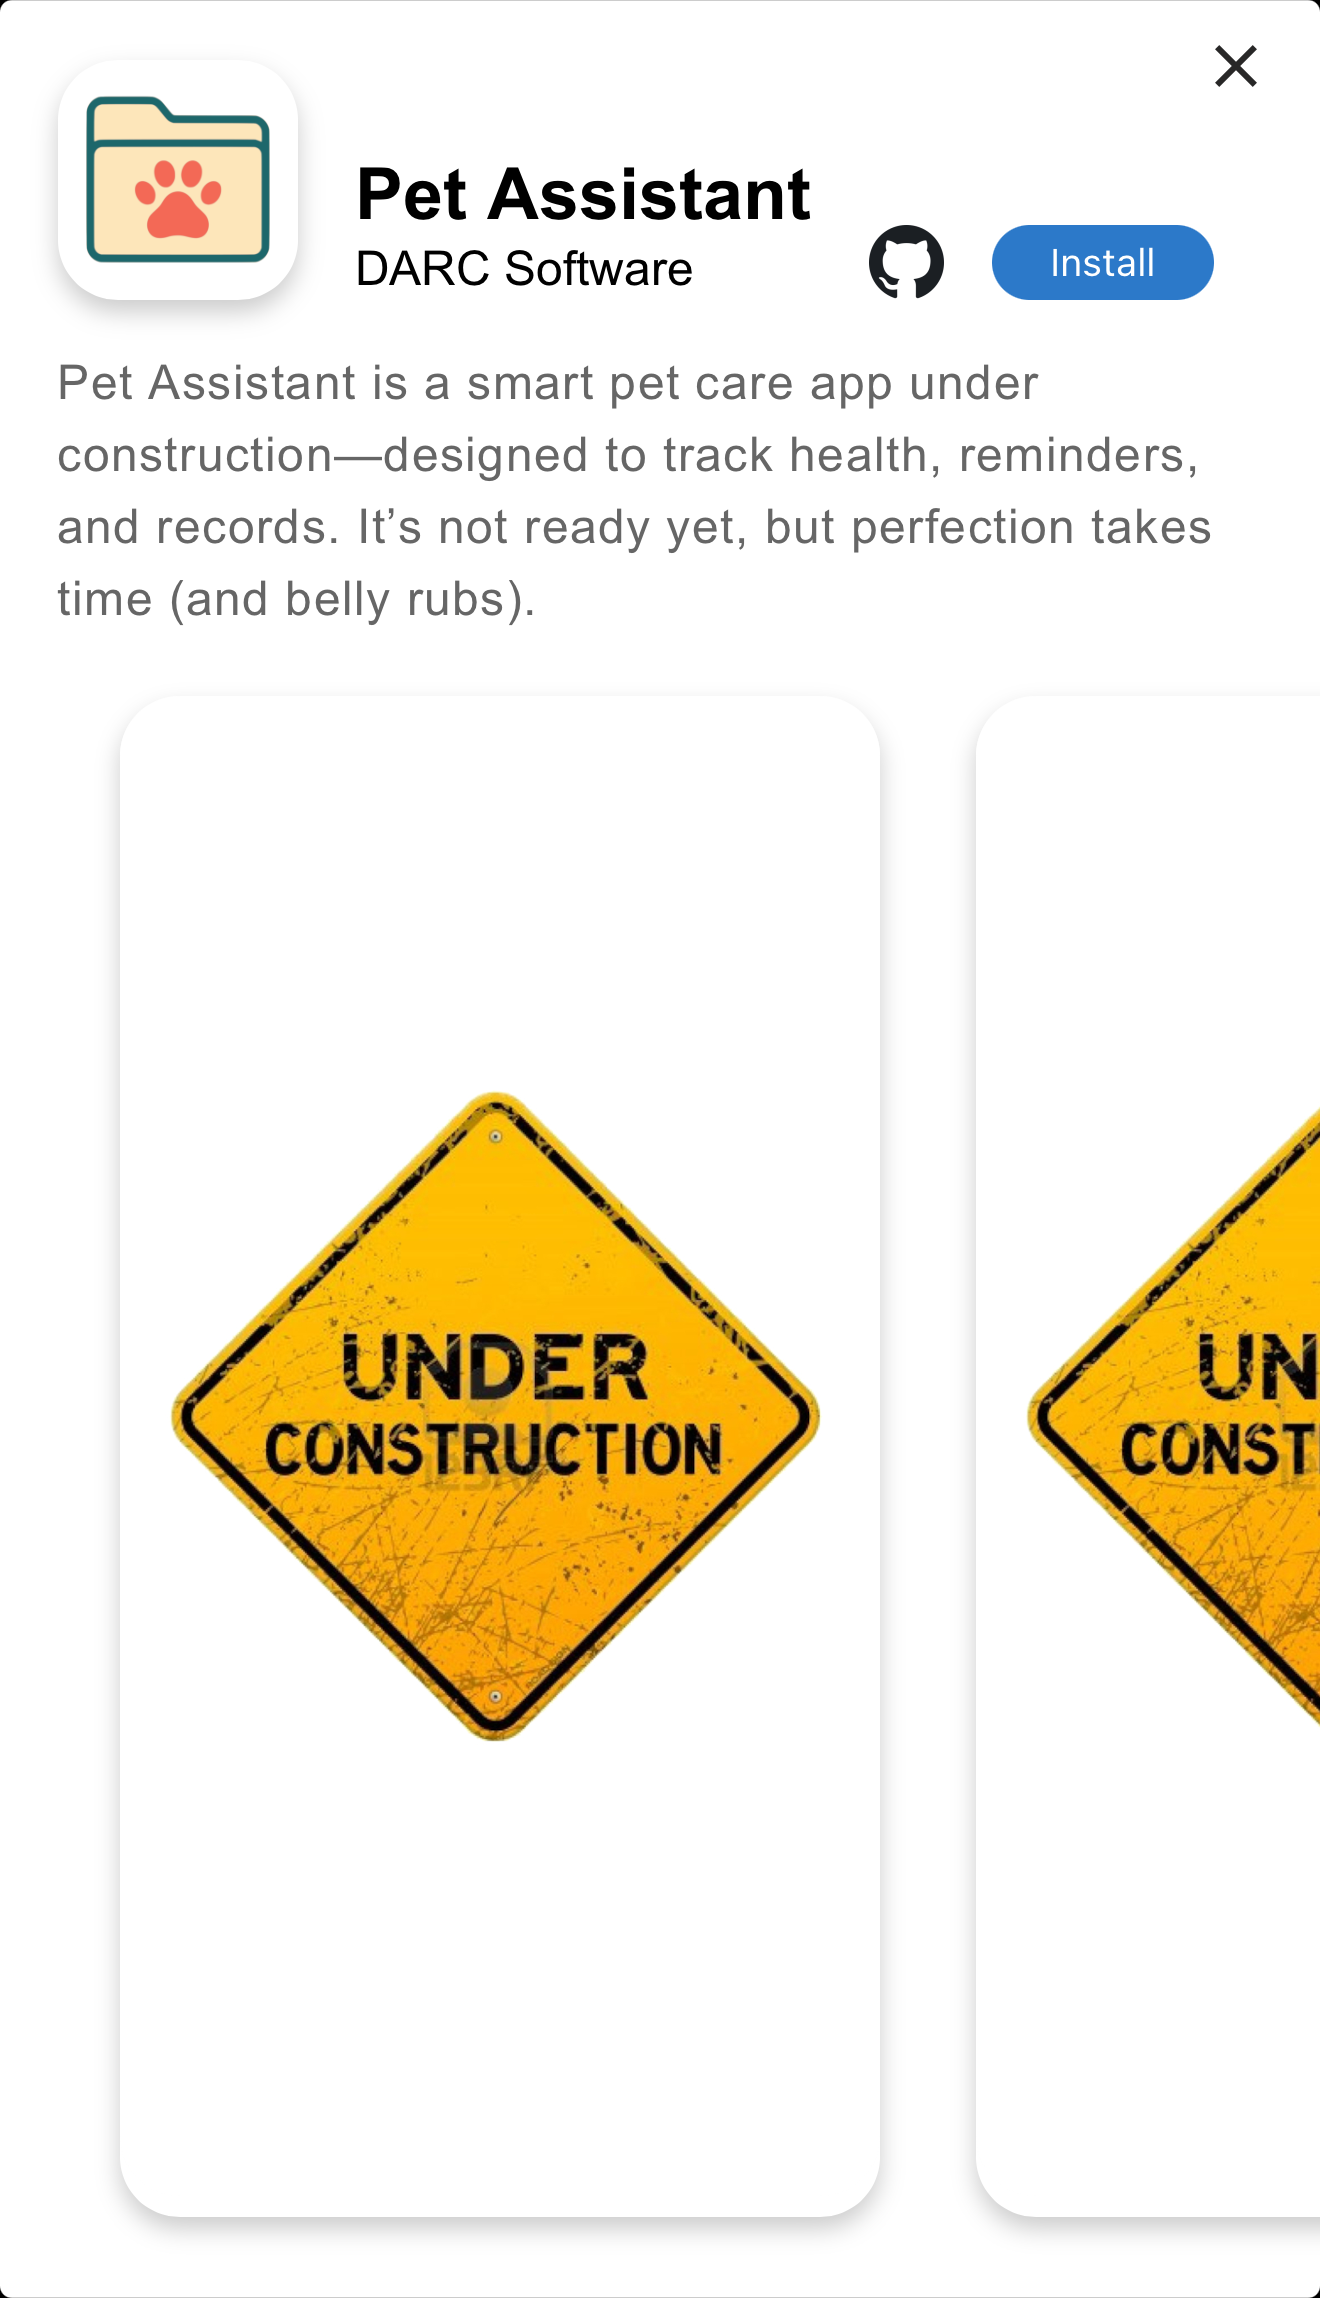 Pet Assistant
DARC Software
Install
Pet Assistant is a smart pet care app under
construction—designed to track health, reminders,
and records. It’s not ready yet, but perfection takes
time (and belly rubs).
UNDER
CONSTRUCTION
UN
CONST